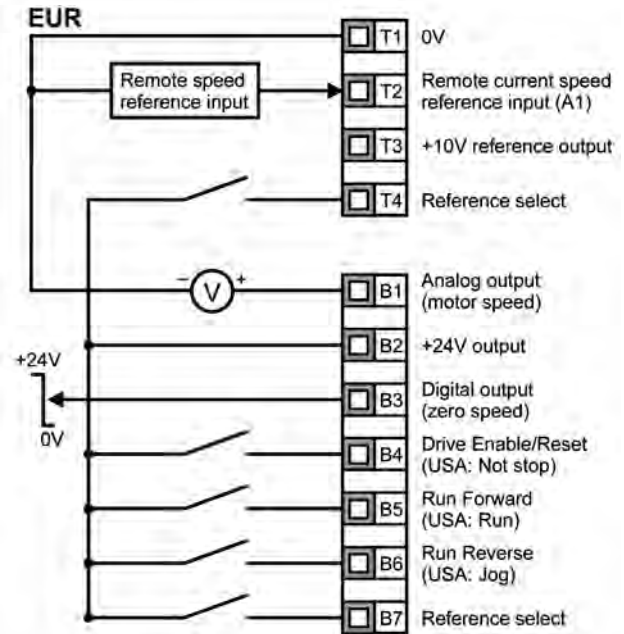 EUR
T1 0V
Remote speed
reference input
T2 Remote current speed
reference input (A1)
T3 +10V reference output
T4 Reference select
− V +
B1 Analog output
(motor speed)
B2 +24V output
+24V
0V
B3 Digital output
(zero speed)
B4 Drive Enable/Reset
(USA: Not stop)
B5 Run Forward
(USA: Run)
B6 Run Reverse
(USA: Jog)
B7 Reference select